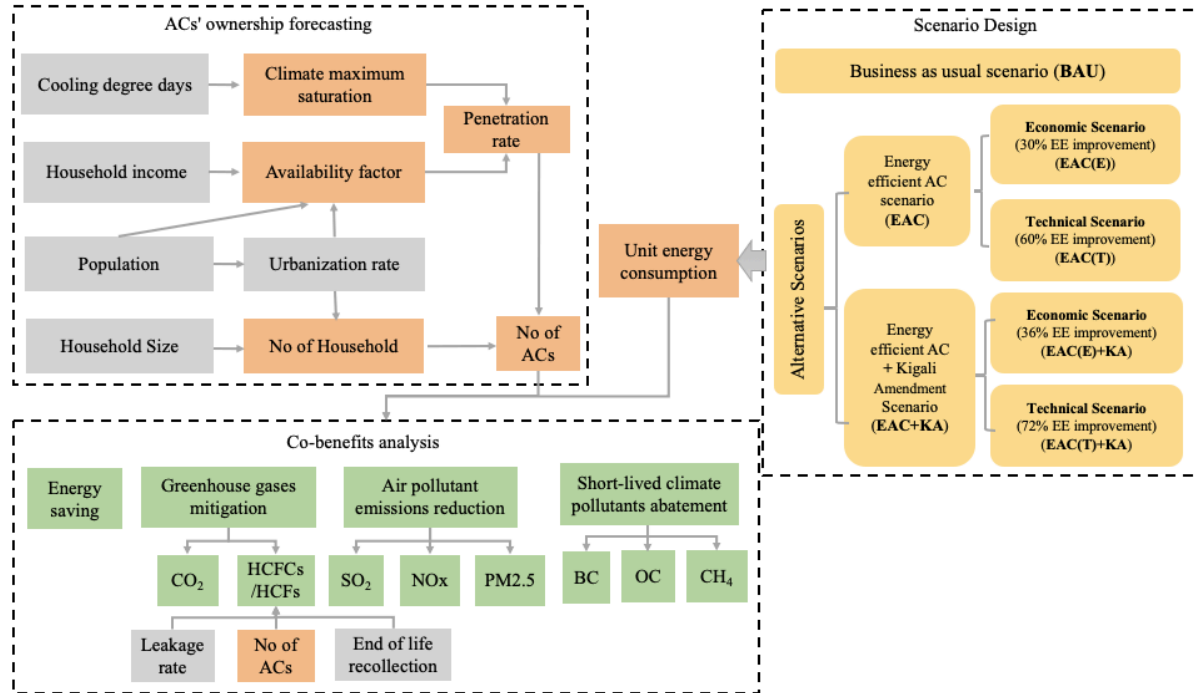 ACs' ownership forecasting
Cooling degree days
Climate maximum
saturation
Penetration
rate
Household income
Availability factor
Population
Urbanization rate
Household Size
No of Household
No of
ACs
Unit energy
consumption
Scenario Design
Business as usual scenario (BAU)
Alternative Scenarios
Energy
efficient AC
scenario
(EAC)
Economic Scenario
(30% EE improvement)
(EAC(E))
Technical Scenario
(60% EE improvement)
(EAC(T))
Energy
efficient AC
+ Kigali
Amendment
Scenario
(EAC+KA)
Economic Scenario
(36% EE improvement)
(EAC(E)+KA)
Technical Scenario
(72% EE improvement)
(EAC(T)+KA)
Co-benefits analysis
Energy
saving
Greenhouse gases
mitigation
Air pollutant
emissions reduction
Short-lived climate
pollutants abatement
CO₂
HCFCs
/HCFs
SO₂
NOx
PM2.5
BC
OC
CH₄
Leakage
rate
No of
ACs
End of life
recollection